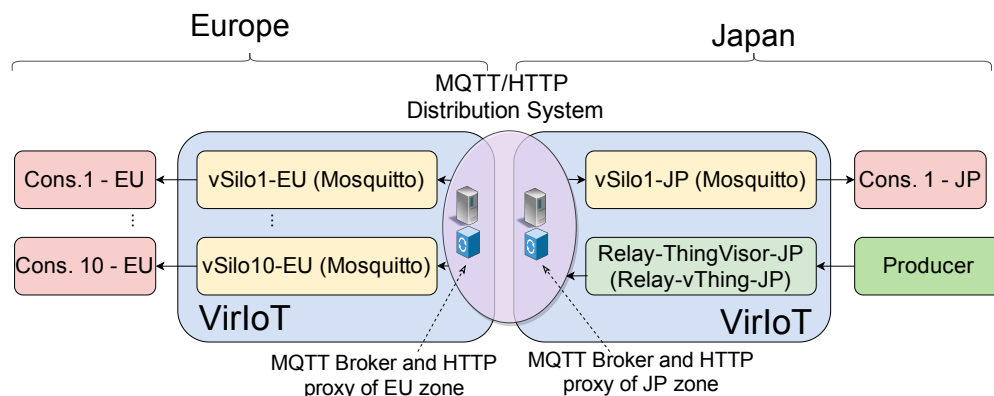 Europe
Japan
MQTT/HTTP
Distribution System
Cons.1 - EU
vSilo1-EU (Mosquitto)
vSilo1-JP (Mosquitto)
Cons. 1 - JP
Cons. 10 - EU
vSilo10-EU (Mosquitto)
Relay-ThingVisor-JP
(Relay-vThing-JP)
Producer
VirIoT
VirIoT
MQTT Broker and HTTP
proxy of EU zone
MQTT Broker and HTTP
proxy of JP zone